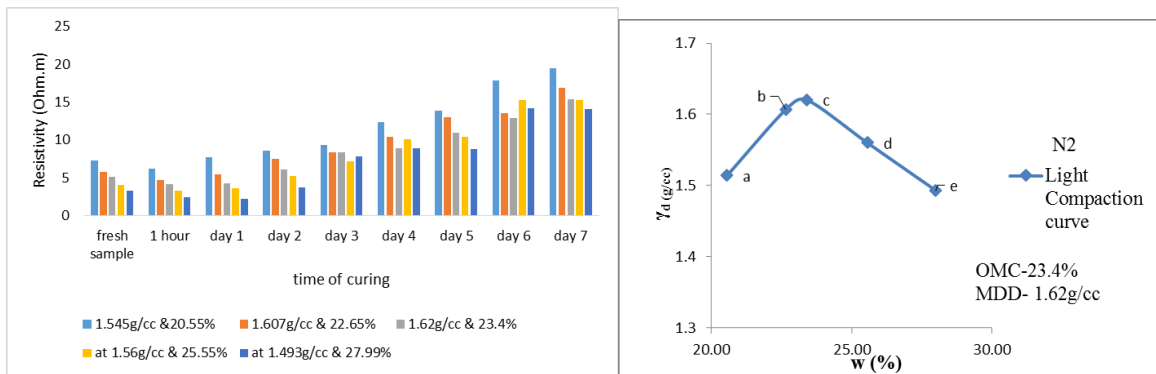 25
20
15
10
5
0
Resistivity (Ohm.m)
fresh sample
1 hour
day 1
day 2
day 3
day 4
day 5
day 6
day 7
time of curing
1.545g/cc &20.55%
1.607g/cc & 22.65%
1.62g/cc & 23.4%
at 1.56g/cc & 25.55%
at 1.493g/cc & 27.99%
1.7
1.6
1.5
1.4
1.3
γd (g/cc)
a
b
c
d
e
N2
Light
Compaction
curve
OMC-23.4%
MDD- 1.62g/cc
20.00
25.00
30.00
w (%)